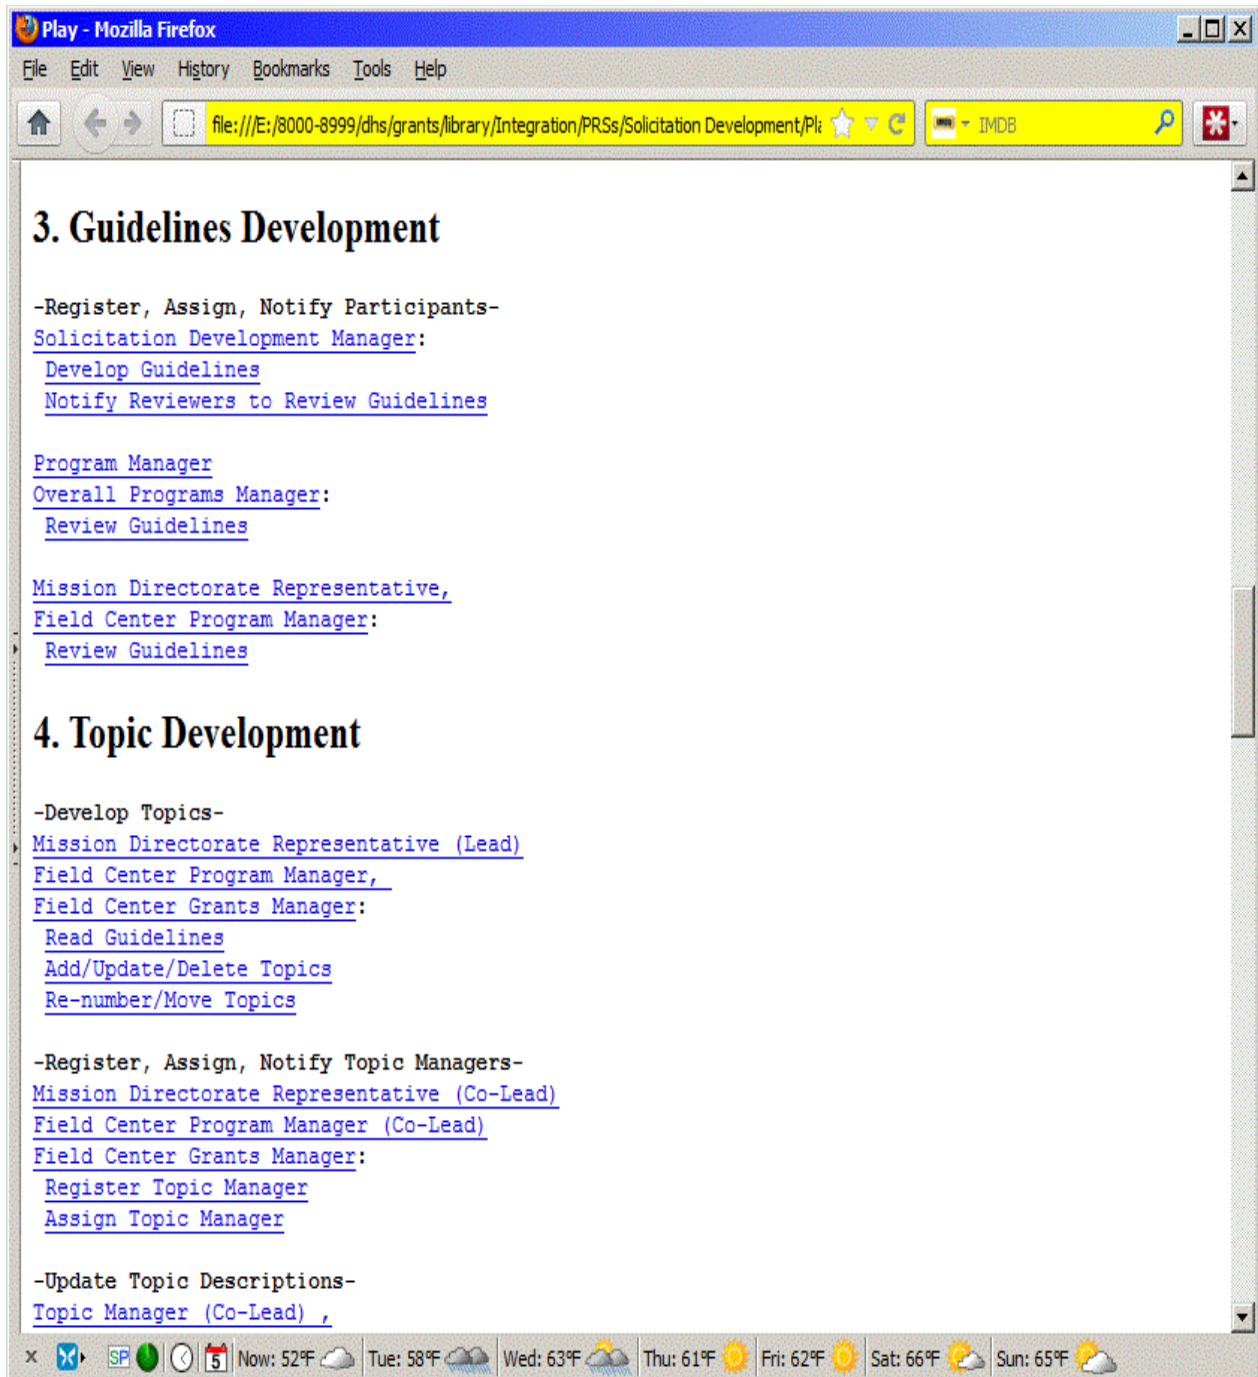 Play - Mozilla Firefox
File Edit View History Bookmarks Tools Help
file:///E:/8000-8999/dhs/grants/library/Integration/PRSs/Solicitation Development/Pla IMDB
3. Guidelines Development
-Register, Assign, Notify Participants-
Solicitation Development Manager:
Develop Guidelines
Notify Reviewers to Review Guidelines
Program Manager
Overall Programs Manager:
Review Guidelines
Mission Directorate Representative,
Field Center Program Manager:
Review Guidelines
4. Topic Development
-Develop Topics-
Mission Directorate Representative (Lead)
Field Center Program Manager,
Field Center Grants Manager:
Read Guidelines
Add/Update/Delete Topics
Re-number/Move Topics
-Register, Assign, Notify Topic Managers-
Mission Directorate Representative (Co-Lead)
Field Center Program Manager (Co-Lead)
Field Center Grants Manager:
Register Topic Manager
Assign Topic Manager
-Update Topic Descriptions-
Topic Manager (Co-Lead) ,
x SP 5 Now: 52°F Tue: 58°F Wed: 63°F Thu: 61°F Fri: 62°F Sat: 66°F Sun: 65°F